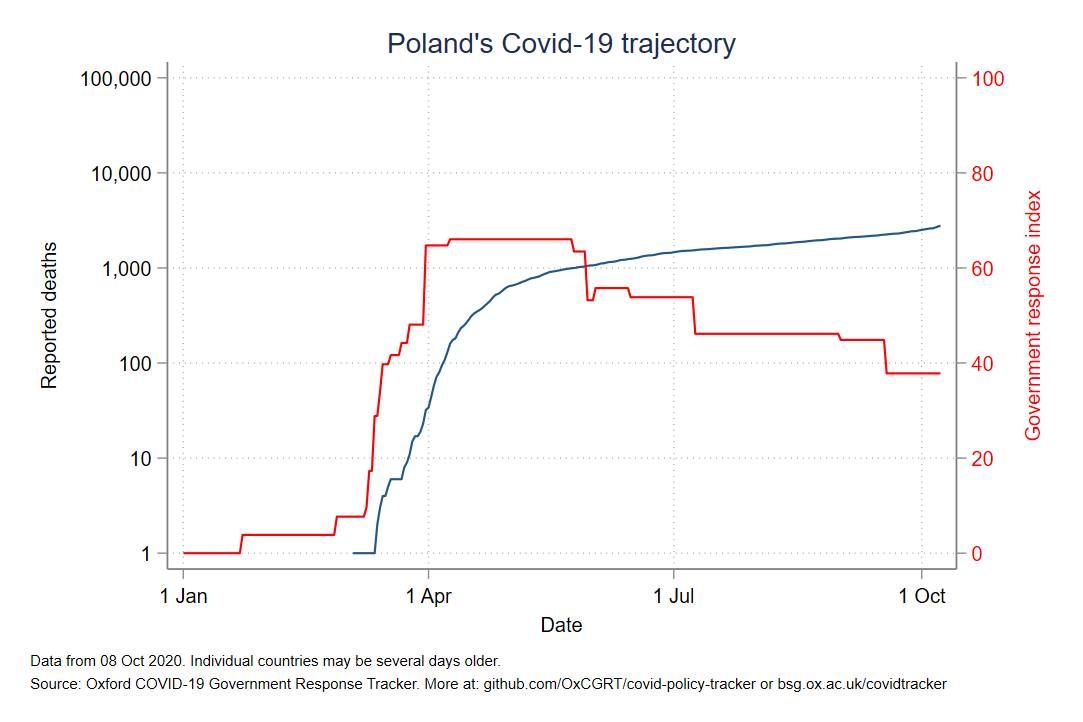 Poland's Covid-19 trajectory
100,000
10,000
1,000
100
10
1
Reported deaths
100
80
60
40
20
0
Government response index
1 Jan
1 Apr
1 Jul
1 Oct
Date
Data from 08 Oct 2020. Individual countries may be several days older.
Source: Oxford COVID-19 Government Response Tracker. More at: github.com/OxCGRT/covid-policy-tracker or bsg.ox.ac.uk/covidtracker